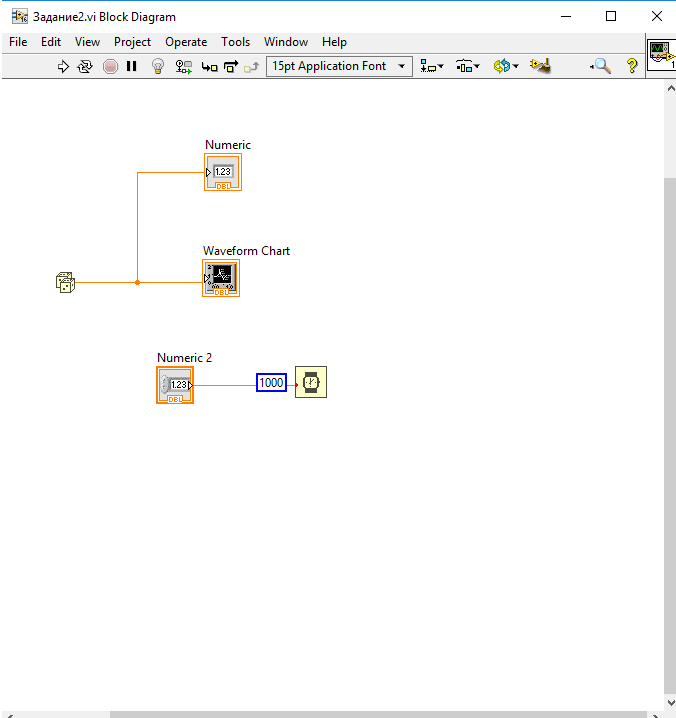 Задание2.vi Block Diagram
File Edit View Project Operate Tools Window Help
15pt Application Font
1
Numeric
1.23
DBL
Waveform Chart
DBL
Numeric 2
1.23
DBL
1000